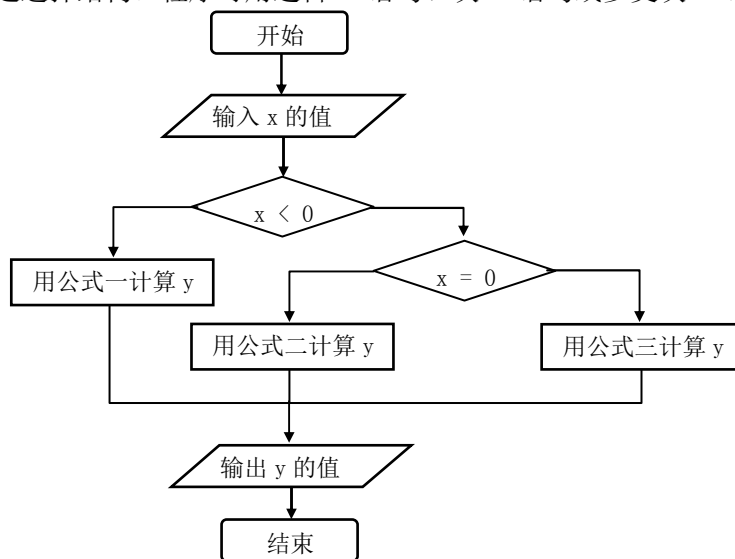 开始
输入 x 的值
x < 0
用公式一计算 y
x = 0
用公式二计算 y
用公式三计算 y
输出 y 的值
结束